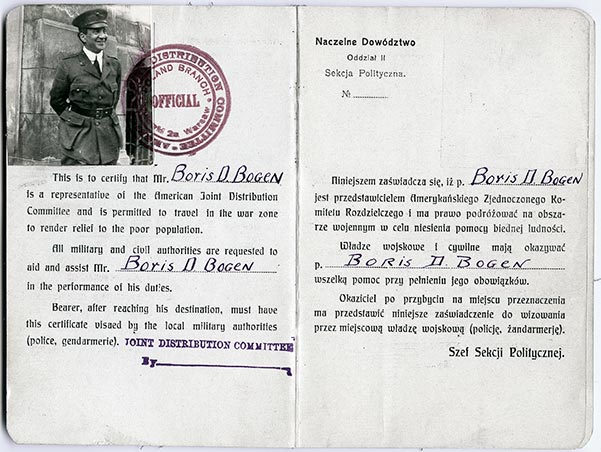 DISTRIBUTION COMMITTEE
LAND BRANCH
OFFICIAL
2a Warsaw
This is to certify that Mr. Boris D. Bogen
is a representative of the American Joint Distribution
Committee and is permitted to travel in the war zone
to render relief to the poor population.
All military and civil authorities are requested to
aid and assist Mr. Boris D Bogen
in the performance of his duties.
Bearer, after reaching his destination, must have
this certificate visaed by the local military authorities
(police, gendarmerie). JOINT DISTRIBUTION COMMITTEE
By
Naczelne Dowództwo
Oddział II
Sekcja Polityczna.
№
Niniejszem zaświadcza się, iż p. Boris D Bogen
jest przedstawicielem Amerykańskiego Zjednoczonego Ko-
mitetu Rozdzielczego i ma prawo podróżować na obsza-
rze wojennym w celu niesienia pomocy biednej ludności.
Władze wojskowe i cywilne mają okazywać
p. BORIS D. BOGEN
wszelką pomoc przy pełnieniu jego obowiązków.
Okaziciel po przybyciu na miejscu przeznaczenia
ma przedstawić niniejsze zaświadczenie do wizowania
przez miejscową władzę wojskową (policję, żandarmerję).
Szef Sekcji Politycznej.